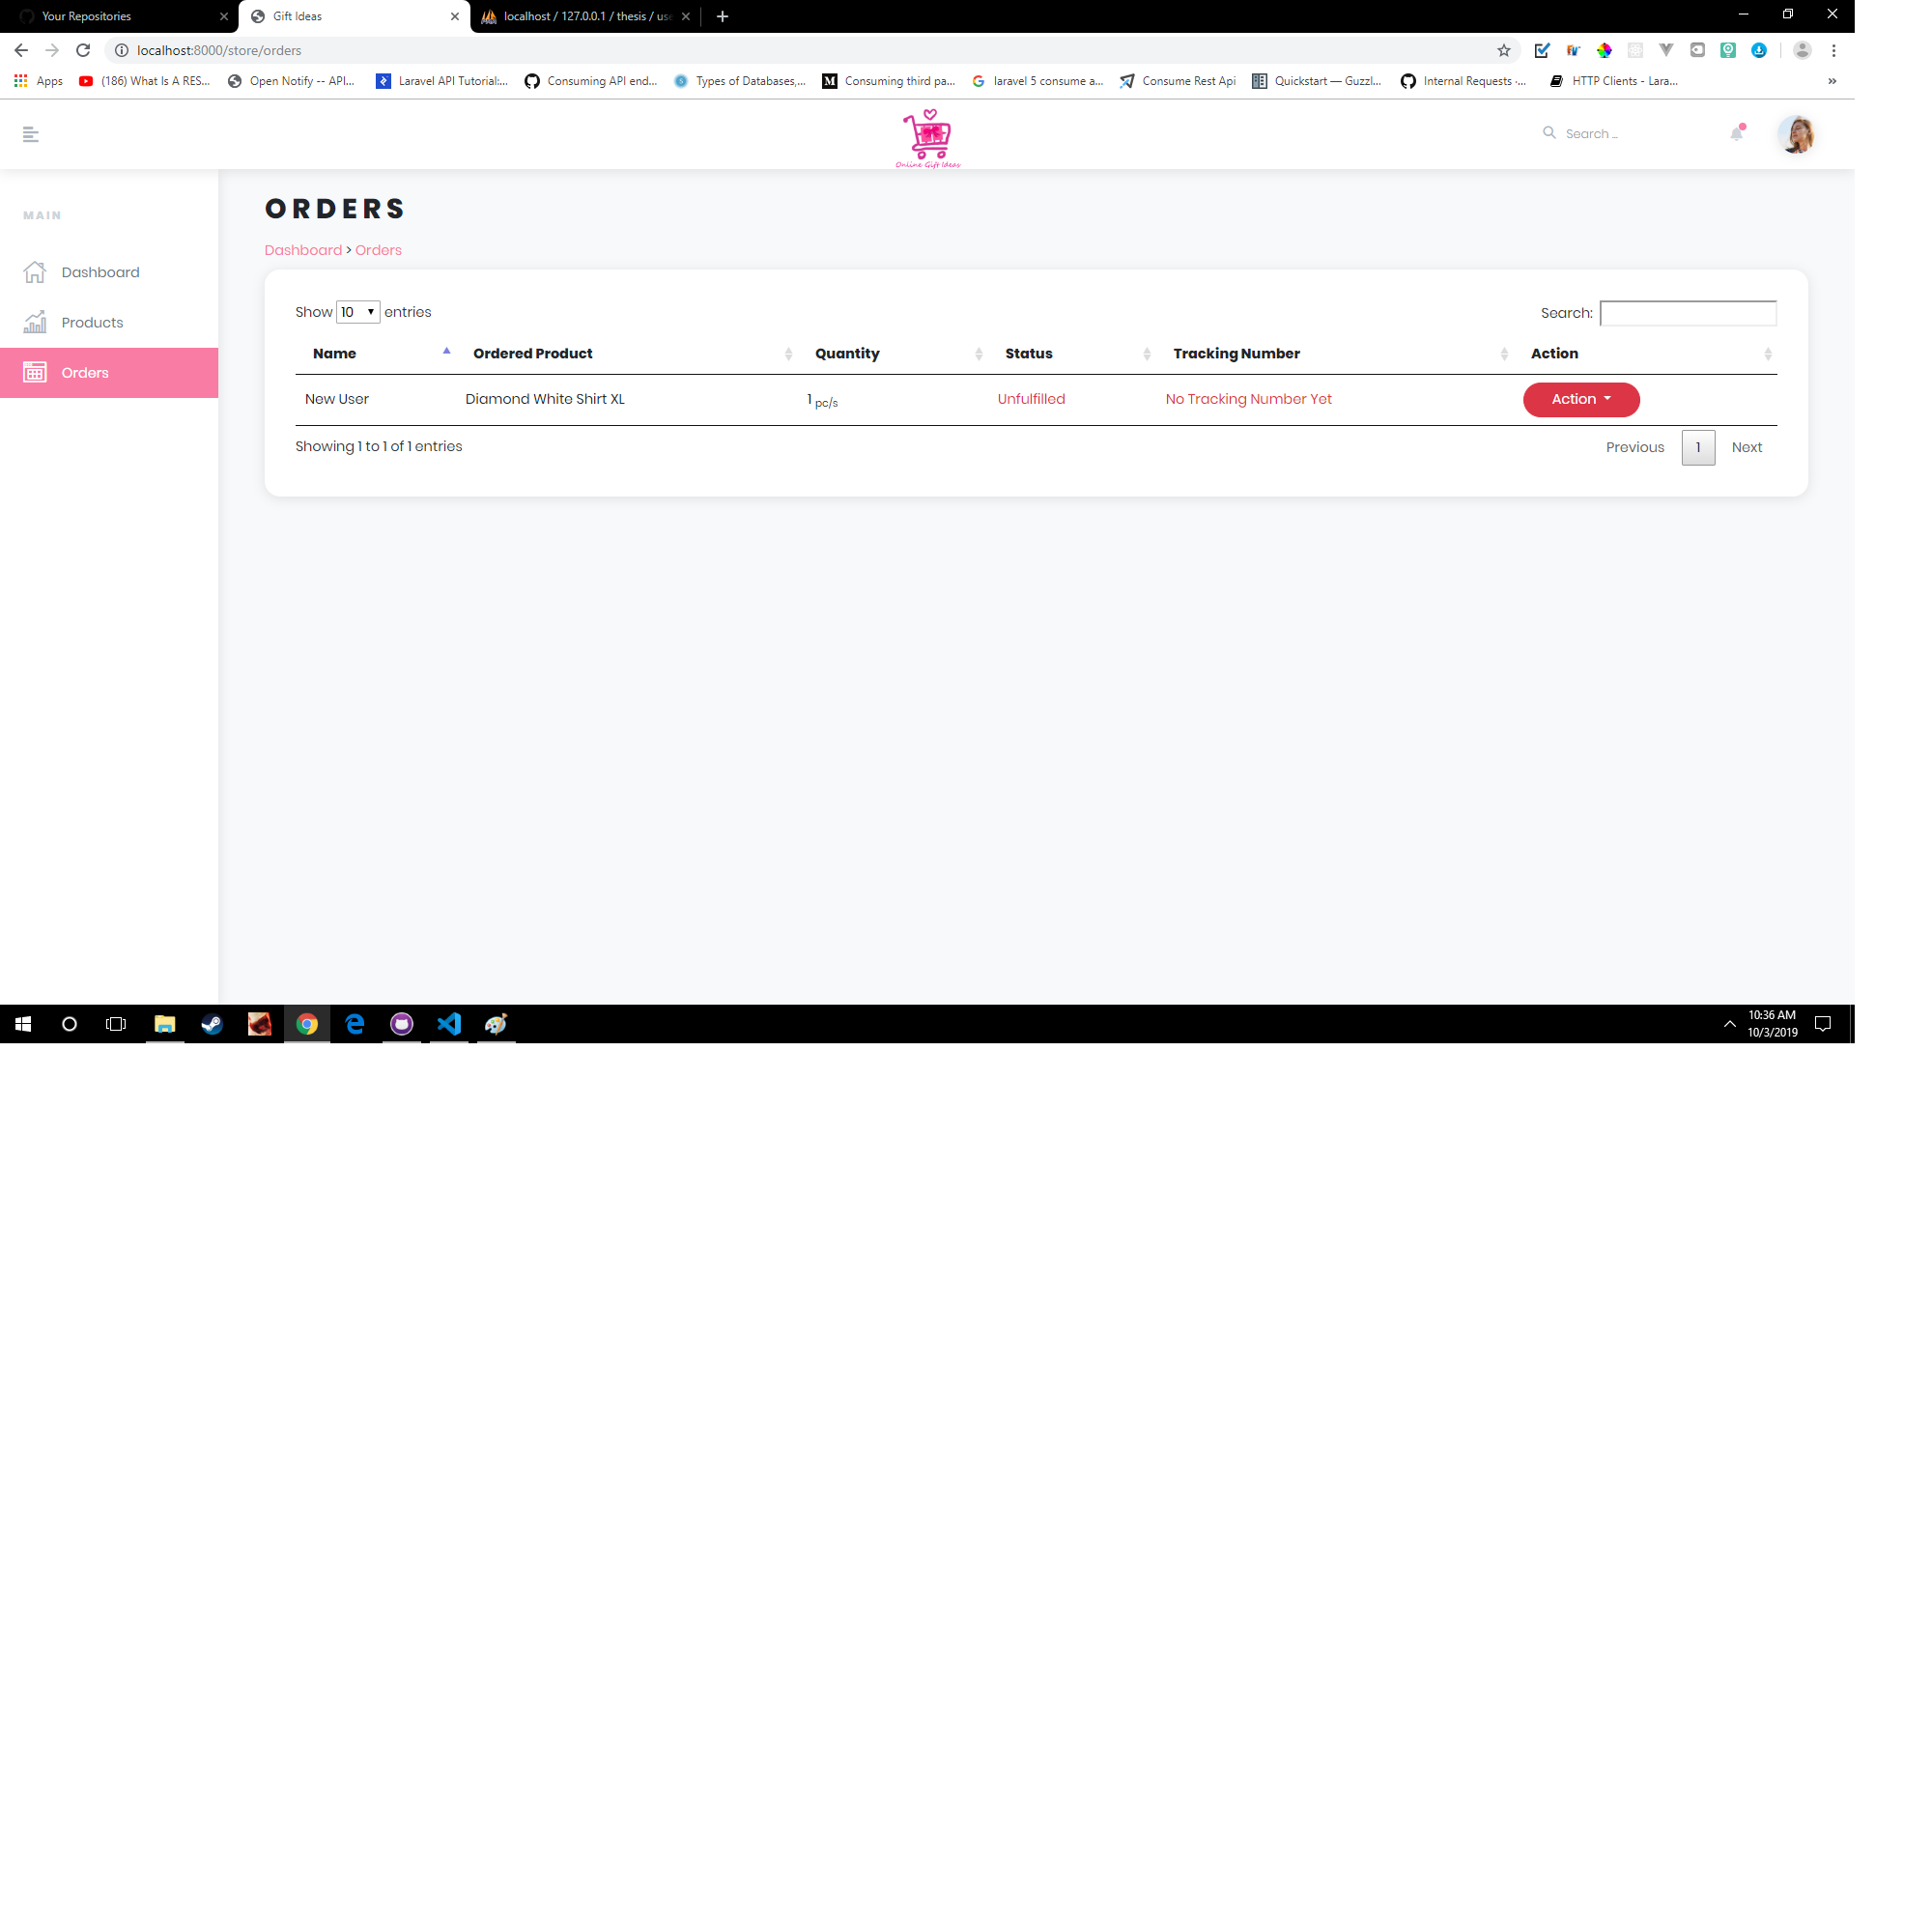 Your Repositories
Gift Ideas
localhost / 127.0.0.1 / thesis / us
localhost:8000/store/orders
Apps
(186) What Is A RES...
Open Notify -- API...
Laravel API Tutorial:...
Consuming API end...
Types of Databases,...
Consuming third pa...
laravel 5 consume a...
Consume Rest Api
Quickstart — Guzzl...
Internal Requests ·...
HTTP Clients - Lara...
»
Online Gift Ideas
Search ...
MAIN
Dashboard
Products
Orders
ORDERS
Dashboard > Orders
Show 10 entries
Search:
Name Ordered Product Quantity Status Tracking Number Action
New User Diamond White Shirt XL 1 pc/s Unfulfilled No Tracking Number Yet Action
Showing 1 to 1 of 1 entries
Previous 1 Next
10:36 AM
10/3/2019